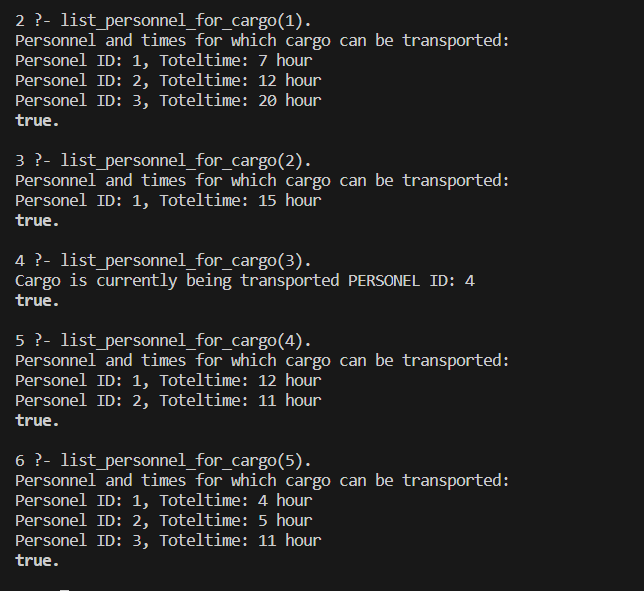 2 ?- list_personnel_for_cargo(1).
Personnel and times for which cargo can be transported:
Personel ID: 1, Toteltime: 7 hour
Personel ID: 2, Toteltime: 12 hour
Personel ID: 3, Toteltime: 20 hour
true.
3 ?- list_personnel_for_cargo(2).
Personnel and times for which cargo can be transported:
Personel ID: 1, Toteltime: 15 hour
true.
4 ?- list_personnel_for_cargo(3).
Cargo is currently being transported PERSONEL ID: 4
true.
5 ?- list_personnel_for_cargo(4).
Personnel and times for which cargo can be transported:
Personel ID: 1, Toteltime: 12 hour
Personel ID: 2, Toteltime: 11 hour
true.
6 ?- list_personnel_for_cargo(5).
Personnel and times for which cargo can be transported:
Personel ID: 1, Toteltime: 4 hour
Personel ID: 2, Toteltime: 5 hour
Personel ID: 3, Toteltime: 11 hour
true.